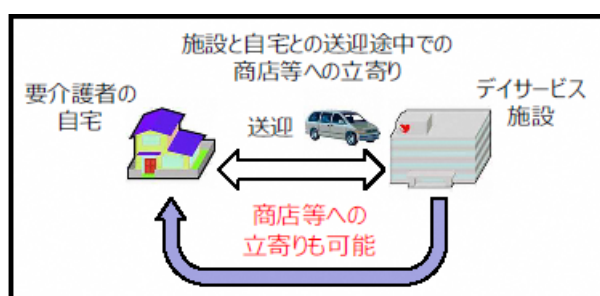 施設と自宅との送迎途中での
商店等への立寄り
要介護者の
自宅
送迎
デイサービス
施設
商店等への
立寄りも可能